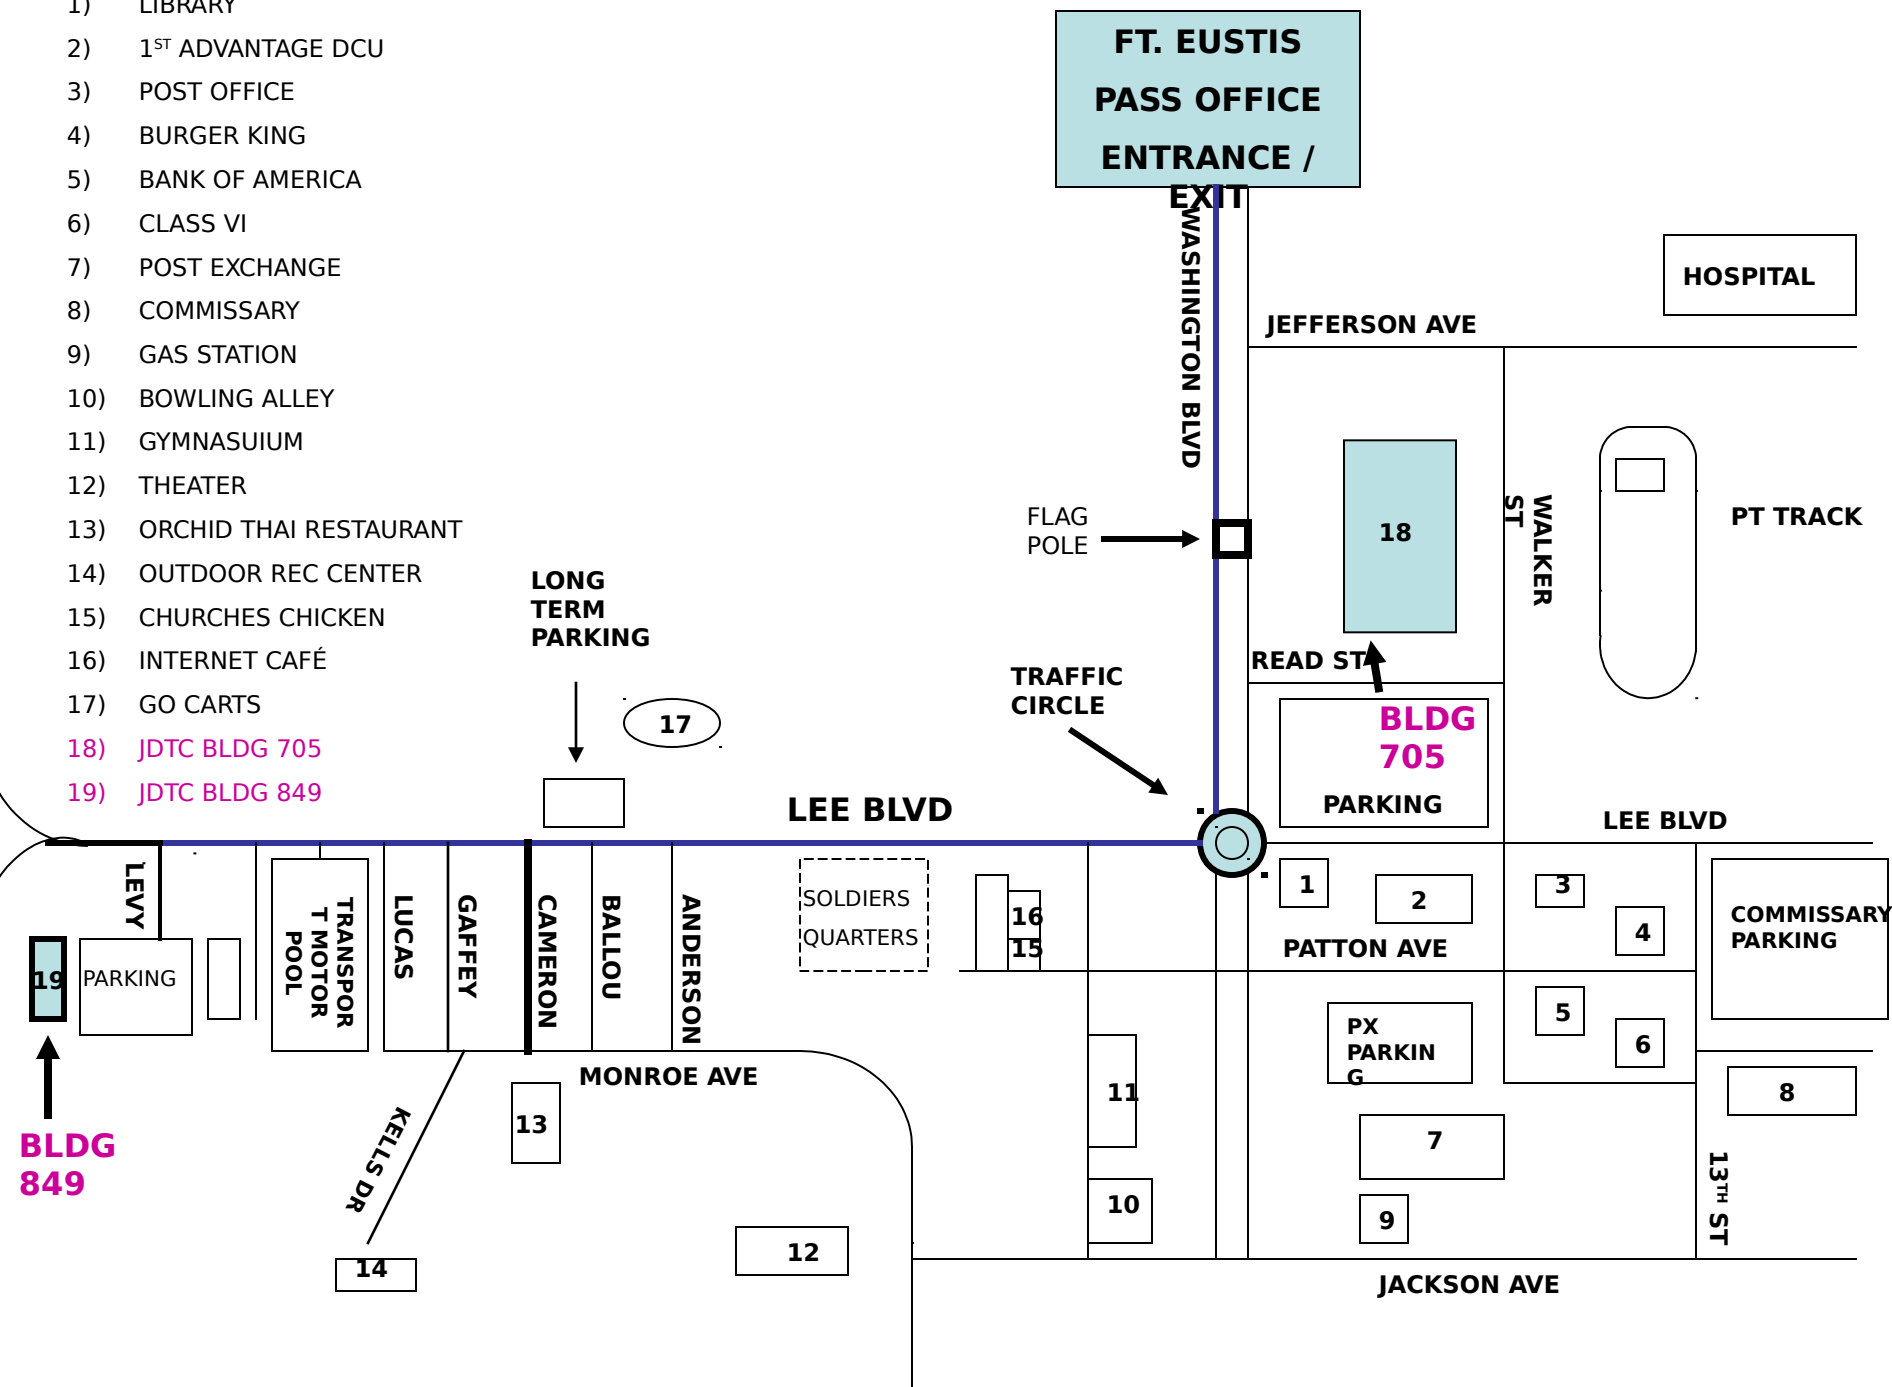 1) LIBRARY
2) 1ST ADVANTAGE DCU
3) POST OFFICE
4) BURGER KING
5) BANK OF AMERICA
6) CLASS VI
7) POST EXCHANGE
8) COMMISSARY
9) GAS STATION
10) BOWLING ALLEY
11) GYMNASUIUM
12) THEATER
13) ORCHID THAI RESTAURANT
14) OUTDOOR REC CENTER
15) CHURCHES CHICKEN
16) INTERNET CAFÉ
17) GO CARTS
18) JDTC BLDG 705
19) JDTC BLDG 849
FT. EUSTIS
PASS OFFICE
ENTRANCE /
EXIT
WASHINGTON BLVD
HOSPITAL
JEFFERSON AVE
FLAG
POLE
18
WALKER
ST
PT TRACK
LONG
TERM
PARKING
17
TRAFFIC
CIRCLE
READ ST
BLDG
705
PARKING
LEE BLVD
LEE BLVD
LEVY
19
PARKING
BLDG
849
TRANSPOR
T MOTOR
POOL
LUCAS
GAFFEY
CAMERON
BALLOU
ANDERSON
SOLDIERS
QUARTERS
16
15
1
2
3
4
COMMISSARY
PARKING
PATTON AVE
5
6
PX
PARKIN
G
MONROE AVE
KELLS DR
13
11
7
8
10
9
13TH ST
12
14
JACKSON AVE